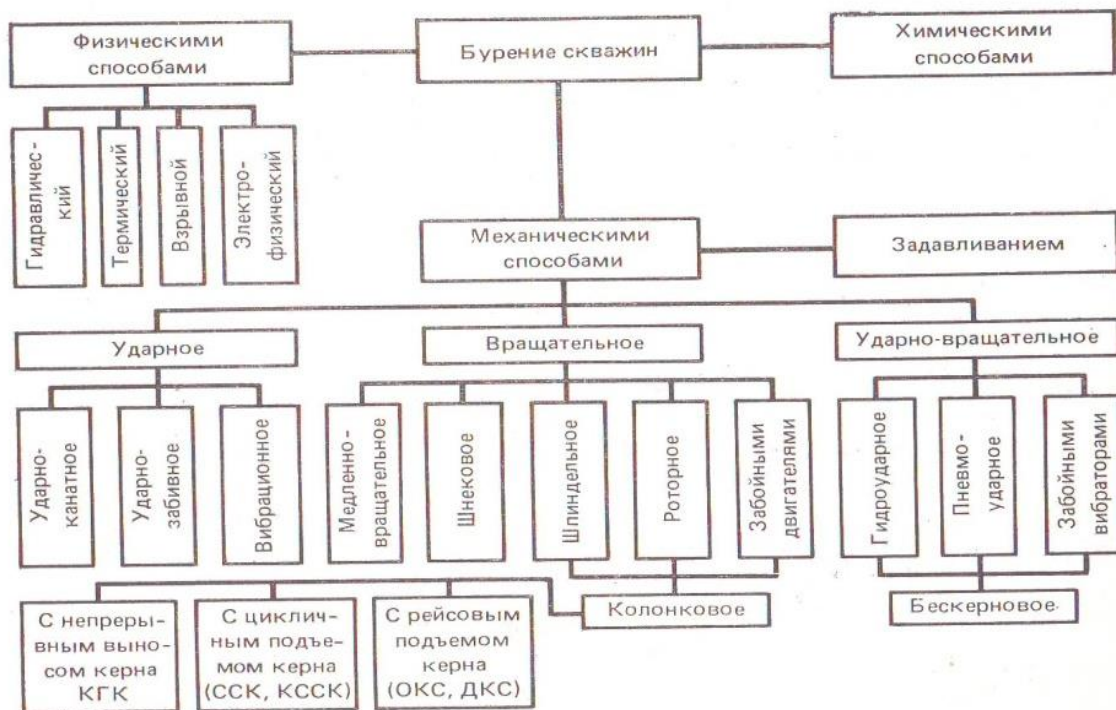 Физическими
способами
Бурение скважин
Химическими
способами
Гидравличес-
кий
Термический
Взрывной
Электро-
физический
Механическими
способами
Задавливанием
Ударное
Вращательное
Ударно-вращательное
Ударно-
канатное
Ударно-
забивное
Вибрационное
Медленно-
вращательное
Шнековое
Шпиндельное
Роторное
Забойными
двигателями
Гидроударное
Пневмо-
ударное
Забойными
вибраторами
С непреры-
вным выно-
сом керна
КГК
С циклич-
ным подъе-
мом керна
(ССК, КССК)
С рейсовым
подъемом
керна
(ОКС, ДКС)
Колонковое
Бескерновое